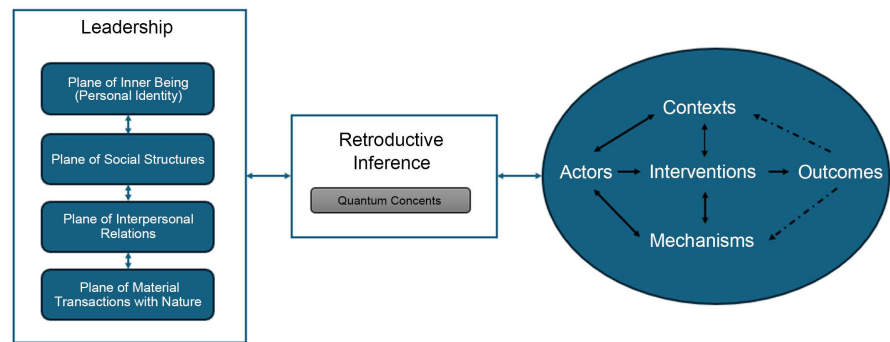 Leadership
Plane of Inner Being
(Personal Identity)
Plane of Social Structures
Plane of Interpersonal
Relations
Plane of Material
Transactions with Nature
Retroductive
Inference
Quantum Concents
Contexts
Actors
Interventions
Outcomes
Mechanisms